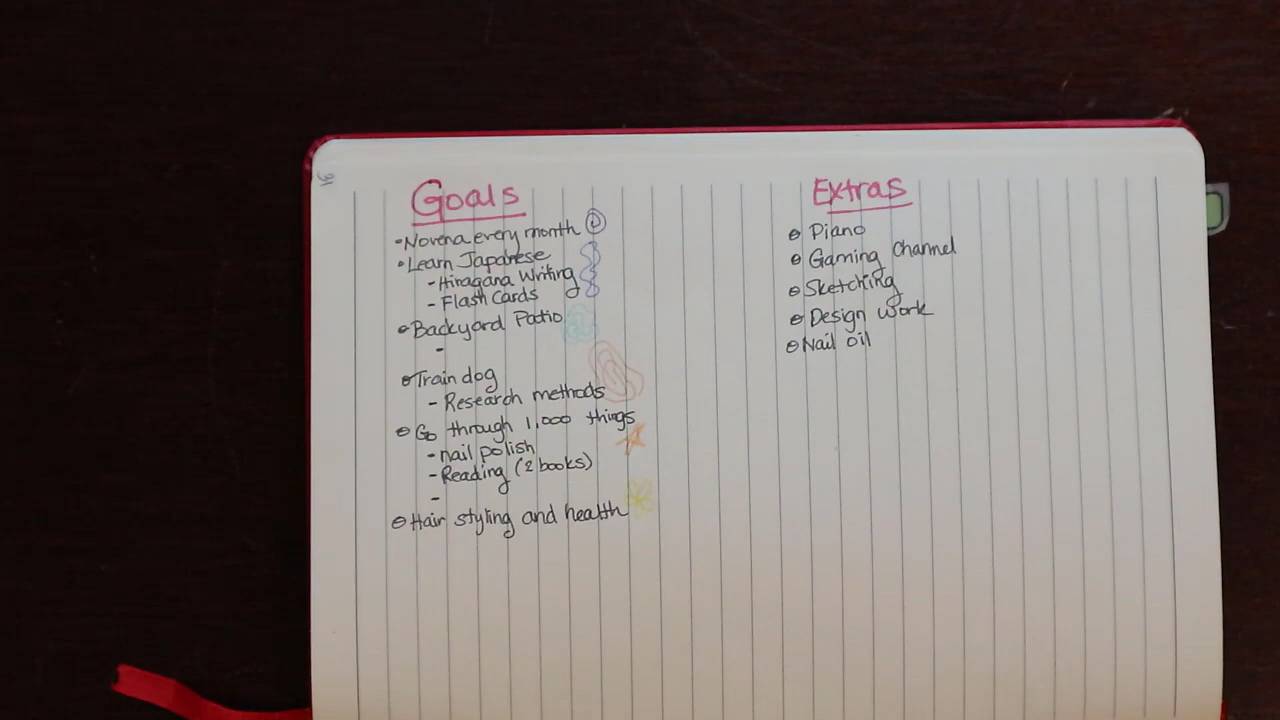 Goals
• Novena every month
• Learn Japanese
- Hiragana Writing
- Flash Cards
• Backyard Patio
-
• Train dog
- Research methods
• Go through 1,000 things
- nail polish
- Reading (2 books)
-
• Hair styling and health
Extras
• Piano
• Gaming Channel
• Sketching
• Design Work
• Nail oil